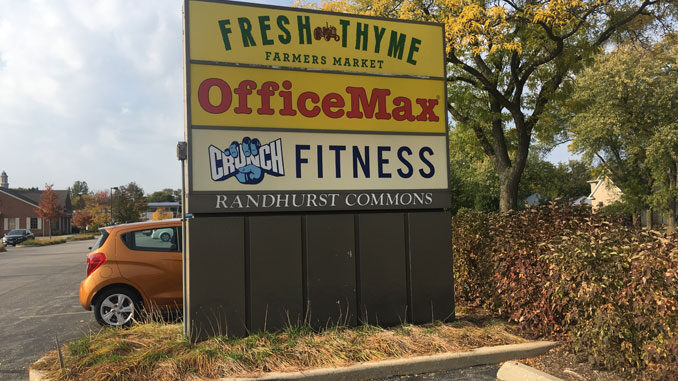 FRESH THYME
FARMERS MARKET
OfficeMax
CRUNCH FITNESS
RANDHURST COMMONS